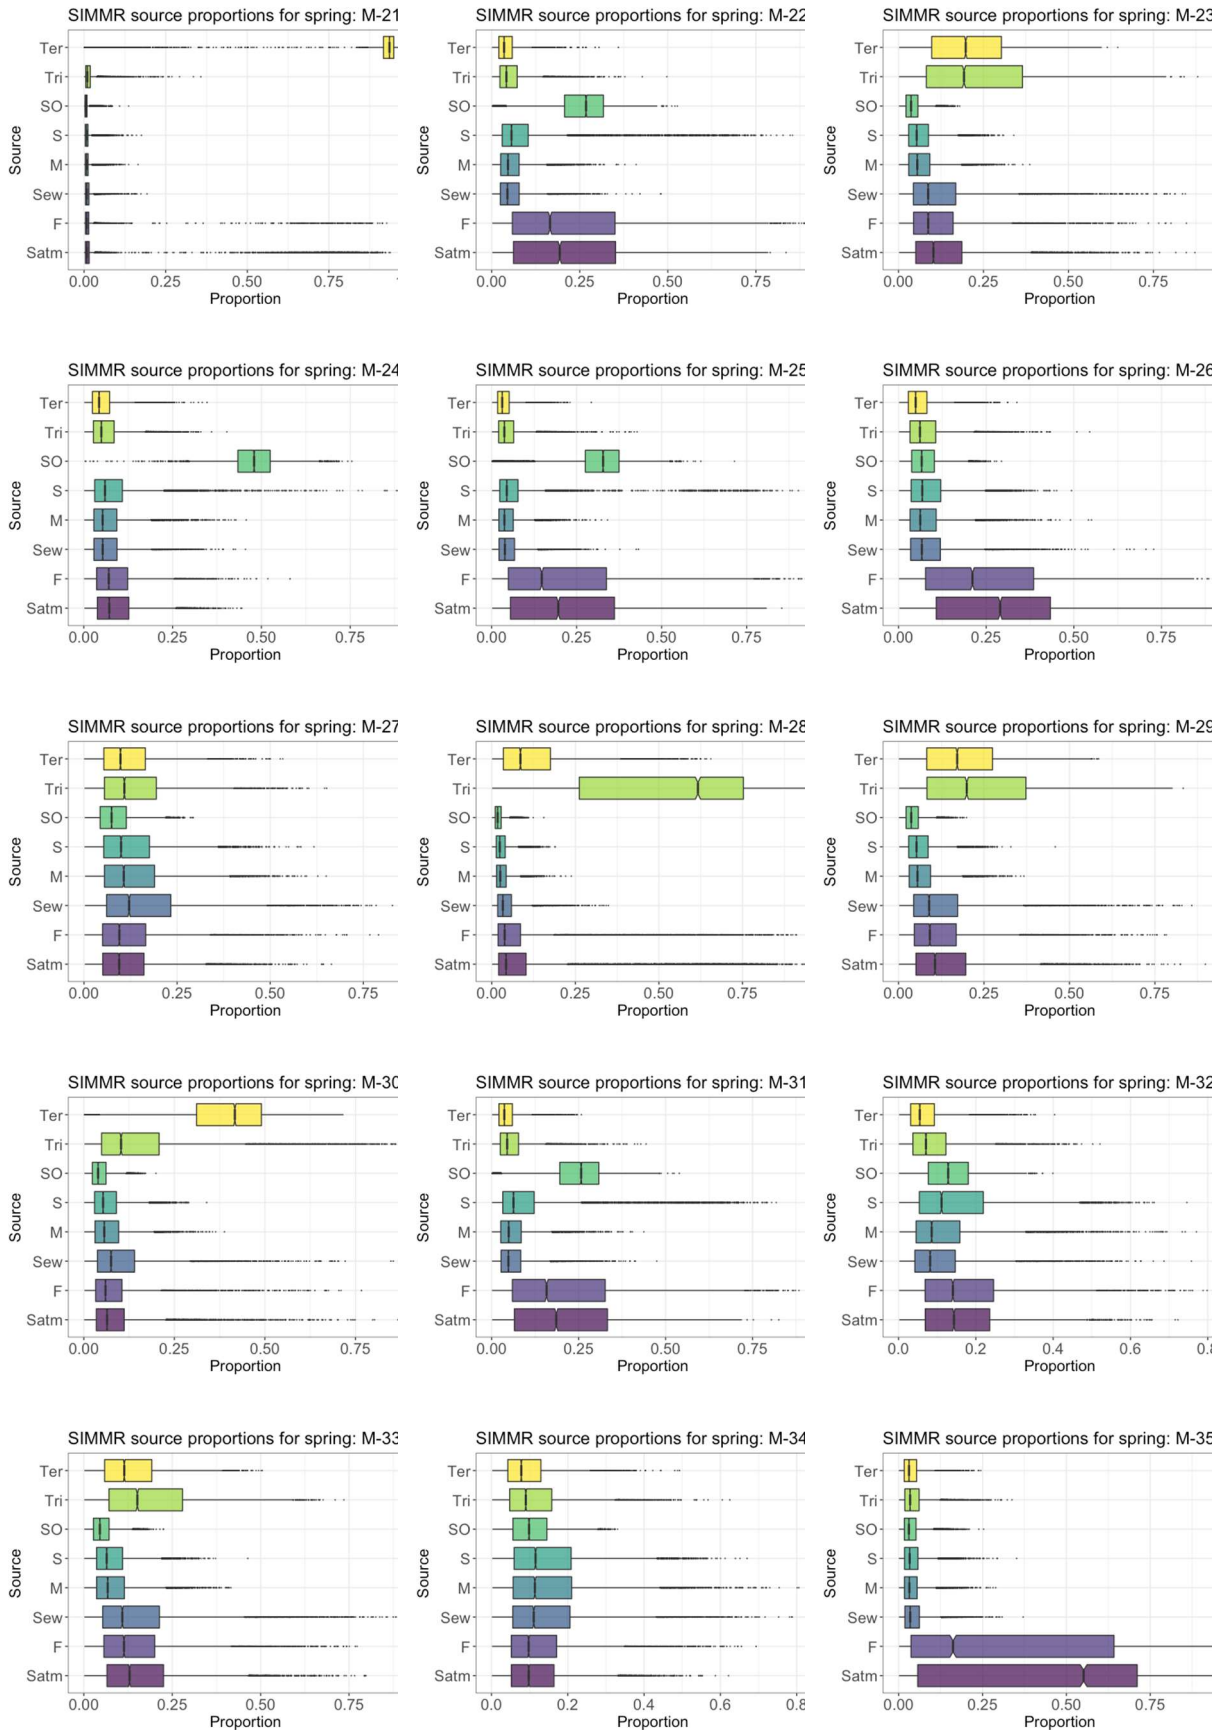 SIMMR source proportions for spring: M-21
Source
Ter
Tri
SO
S
M
Sew
F
Satm
0.00 0.25 0.50 0.75
Proportion
SIMMR source proportions for spring: M-22
Source
Ter
Tri
SO
S
M
Sew
F
Satm
0.00 0.25 0.50 0.75
Proportion
SIMMR source proportions for spring: M-23
Source
Ter
Tri
SO
S
M
Sew
F
Satm
0.00 0.25 0.50 0.75
Proportion
SIMMR source proportions for spring: M-24
Source
Ter
Tri
SO
S
M
Sew
F
Satm
0.00 0.25 0.50 0.75
Proportion
SIMMR source proportions for spring: M-25
Source
Ter
Tri
SO
S
M
Sew
F
Satm
0.00 0.25 0.50 0.75
Proportion
SIMMR source proportions for spring: M-26
Source
Ter
Tri
SO
S
M
Sew
F
Satm
0.00 0.25 0.50 0.75
Proportion
SIMMR source proportions for spring: M-27
Source
Ter
Tri
SO
S
M
Sew
F
Satm
0.00 0.25 0.50 0.75
Proportion
SIMMR source proportions for spring: M-28
Source
Ter
Tri
SO
S
M
Sew
F
Satm
0.00 0.25 0.50 0.75
Proportion
SIMMR source proportions for spring: M-29
Source
Ter
Tri
SO
S
M
Sew
F
Satm
0.00 0.25 0.50 0.75
Proportion
SIMMR source proportions for spring: M-30
Source
Ter
Tri
SO
S
M
Sew
F
Satm
0.00 0.25 0.50 0.75
Proportion
SIMMR source proportions for spring: M-31
Source
Ter
Tri
SO
S
M
Sew
F
Satm
0.00 0.25 0.50 0.75
Proportion
SIMMR source proportions for spring: M-32
Source
Ter
Tri
SO
S
M
Sew
F
Satm
0.0 0.2 0.4 0.6 0.8
Proportion
SIMMR source proportions for spring: M-33
Source
Ter
Tri
SO
S
M
Sew
F
Satm
0.00 0.25 0.50 0.75
Proportion
SIMMR source proportions for spring: M-34
Source
Ter
Tri
SO
S
M
Sew
F
Satm
0.0 0.2 0.4 0.6 0.8
Proportion
SIMMR source proportions for spring: M-35
Source
Ter
Tri
SO
S
M
Sew
F
Satm
0.00 0.25 0.50 0.75
Proportion